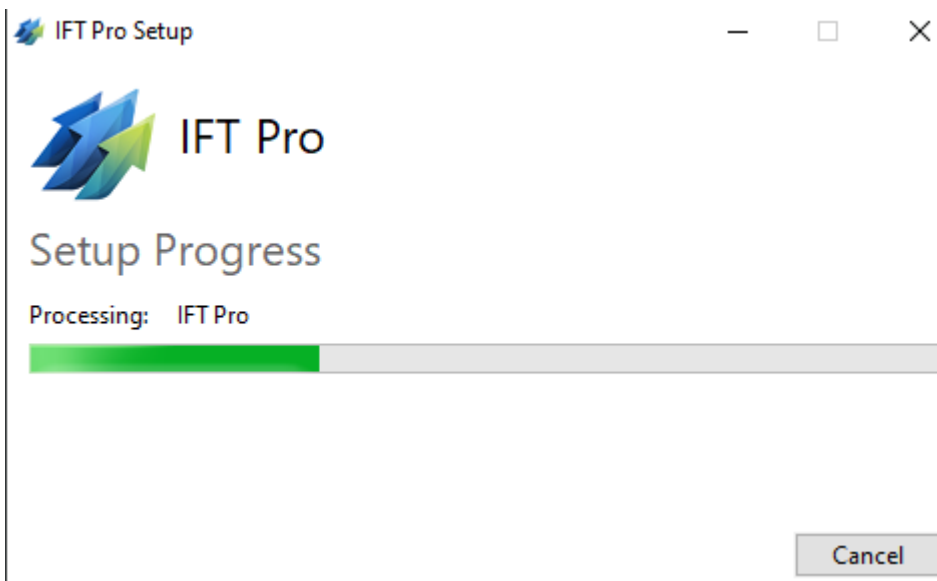 IFT Pro Setup
IFT Pro
Setup Progress
Processing: IFT Pro
Cancel